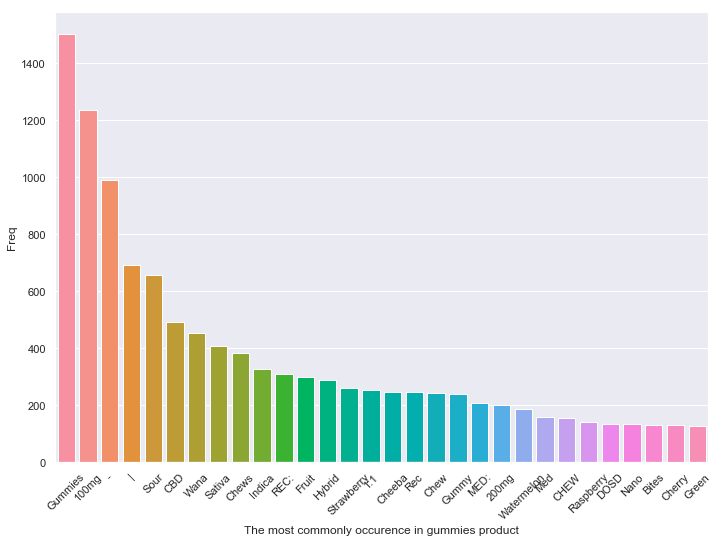 1400
1200
1000
800
600
400
200
0
Freq
Gummies
100mg
-
|
Sour
CBD
Wana
Sativa
Chews
Indica
REC:
Fruit
Hybrid
Strawberry
1:1
Cheeba
Rec
Chew
Gummy
MED:
200mg
Watermelon
Med
CHEW
Raspberry
DOSD
Nano
Bites
Cherry
Green
The most commonly occurence in gummies product